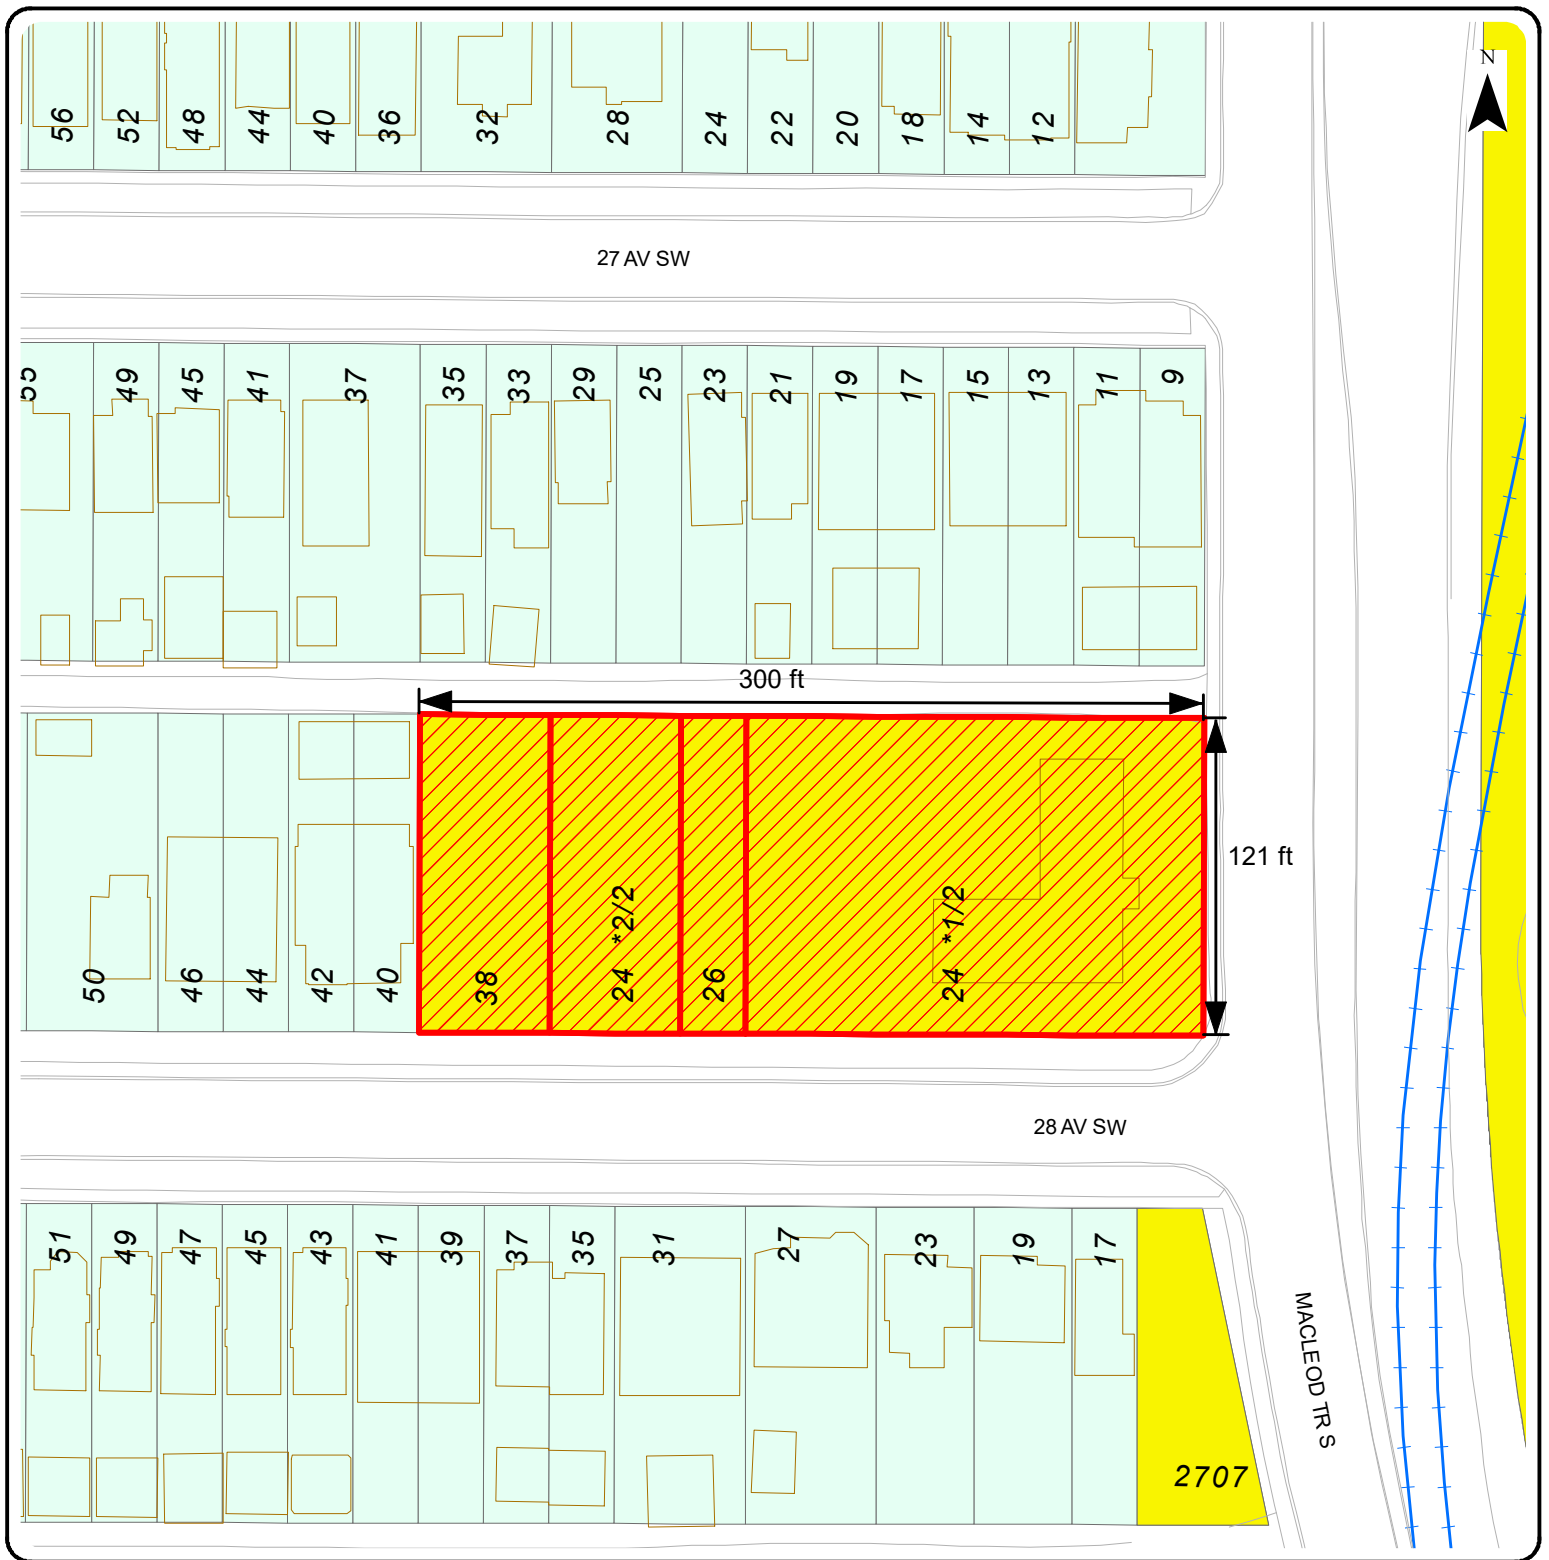 N
56 52 48 44 40 36 32 28 24 22 20 18 14 12
27 AV SW
55 49 45 41 37 35 33 29 25 23 21 19 17 15 13 11 9
300 ft
121 ft
50 46 44 42 40 38 24 *2/2 26 24 *1/2
28 AV SW
51 49 47 45 43 41 39 37 35 31 27 23 19 17
MACLEOD TR S
2707